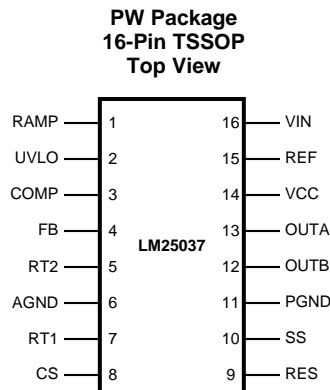 PW Package
16-Pin TSSOP
Top View
RAMP 1 16 VIN
UVLO 2 15 REF
COMP 3 14 VCC
FB 4 13 OUTA
LM25037
RT2 5 12 OUTB
AGND 6 11 PGND
RT1 7 10 SS
CS 8 9 RES